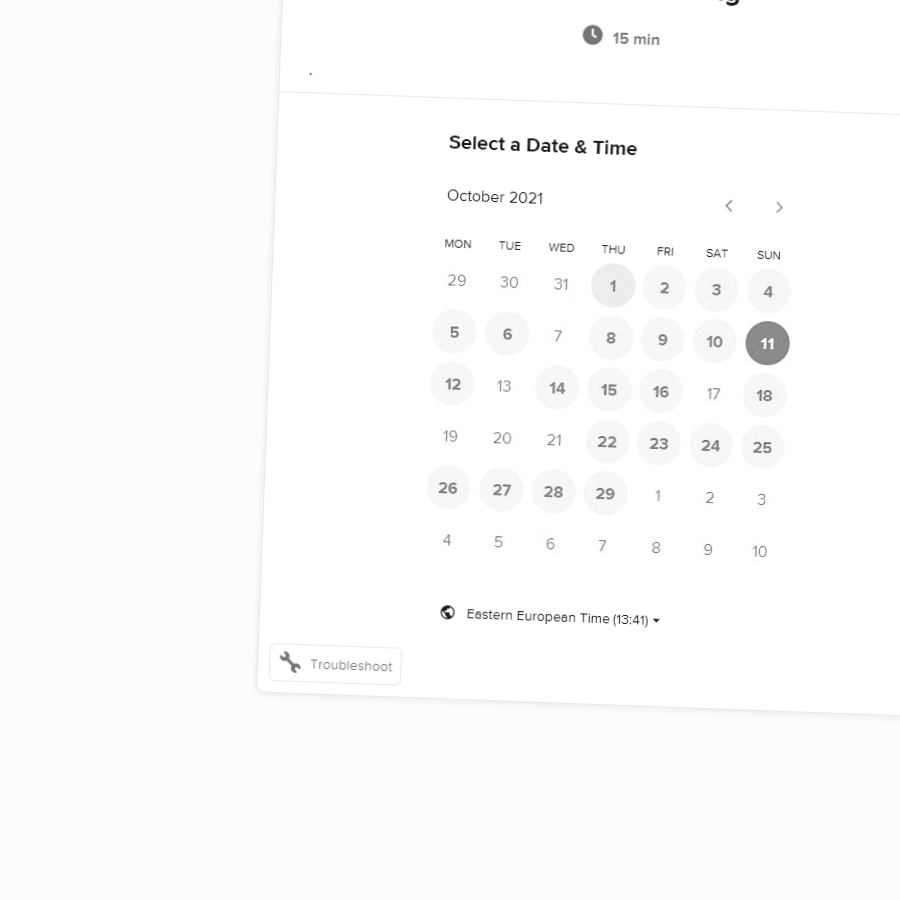 15 min
Select a Date & Time
October 2021
MON TUE WED THU FRI SAT SUN
29 30 31 1 2 3 4
5 6 7 8 9 10 11
12 13 14 15 16 17 18
19 20 21 22 23 24 25
26 27 28 29 1 2 3
4 5 6 7 8 9 10
Eastern European Time (13:41)
Troubleshoot